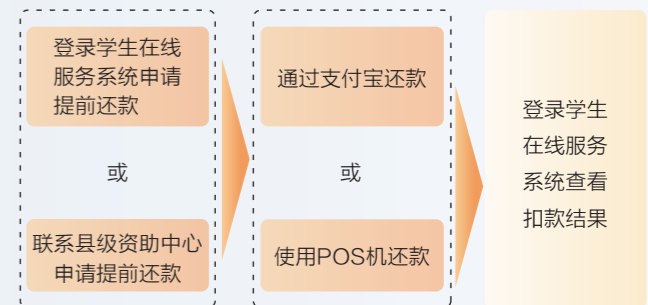 登录学生在线
服务系统申请
提前还款
或
联系县级资助中心
申请提前还款
通过支付宝还款
或
使用POS机还款
登录学生
在线服务
系统查看
扣款结果